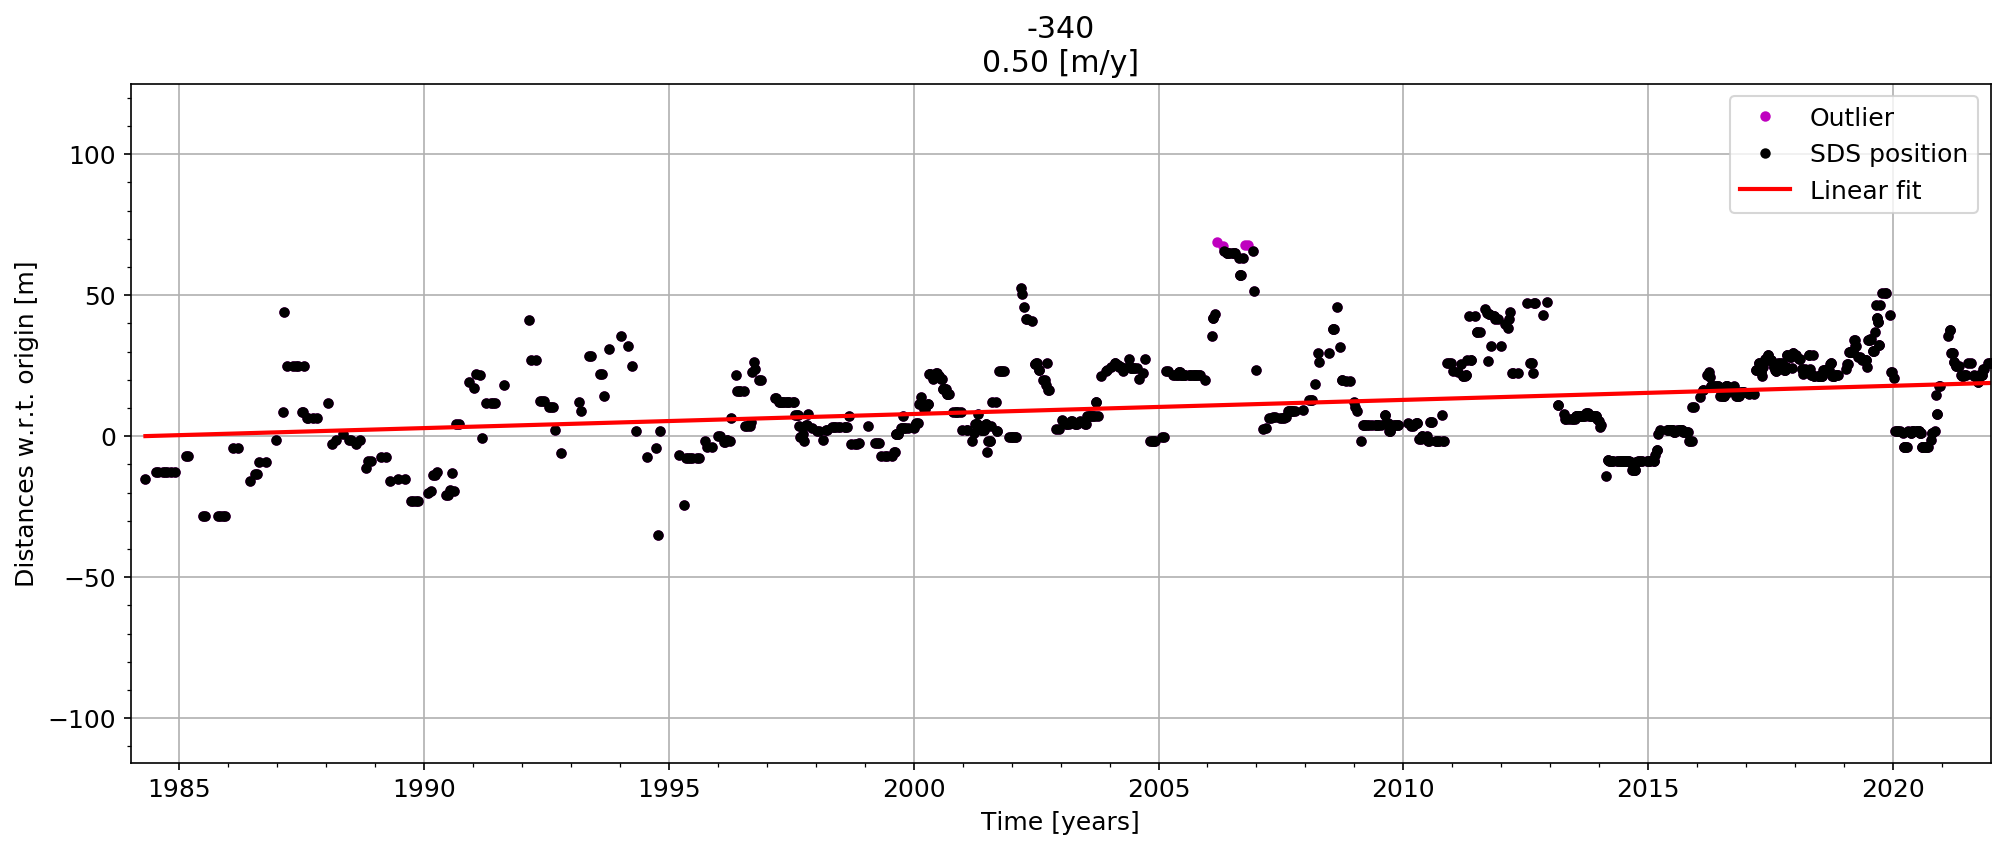 -340
0.50 [m/y]
Outlier
SDS position
Linear fit
Distances w.r.t. origin [m]
100
50
0
−50
−100
1985 1990 1995 2000 2005 2010 2015 2020
Time [years]